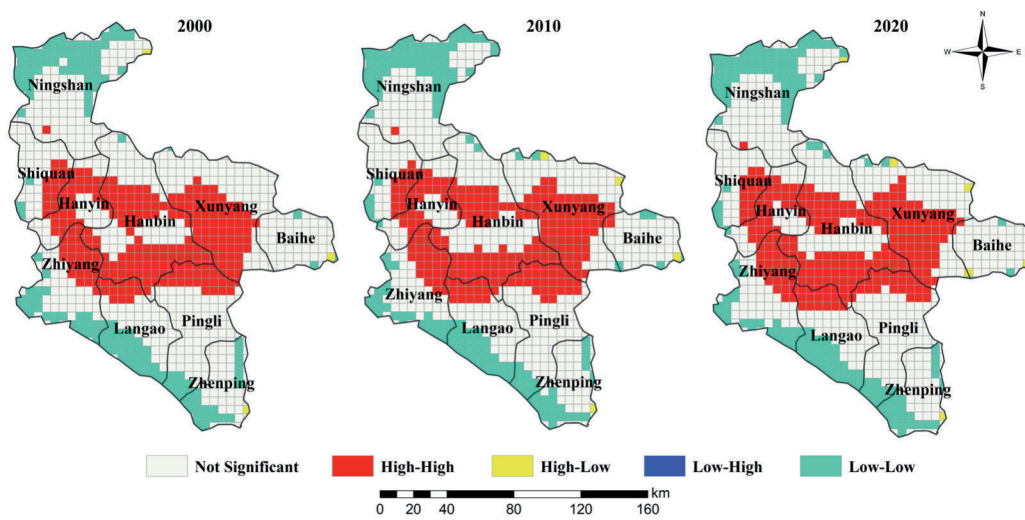 2000
2010
2020
N
W
E
S
Ningshan
Shiquan
Hanyin
Hanbin
Xunyang
Baihe
Zhiyang
Langao
Pingli
Zhenping
Ningshan
Shiquan
Hanyin
Hanbin
Xunyang
Baihe
Zhiyang
Langao
Pingli
Zhenping
Ningshan
Shiquan
Hanyin
Hanbin
Xunyang
Baihe
Zhiyang
Langao
Pingli
Zhenping
Not Significant
High-High
High-Low
Low-High
Low-Low
km
0 20 40 80 120 160